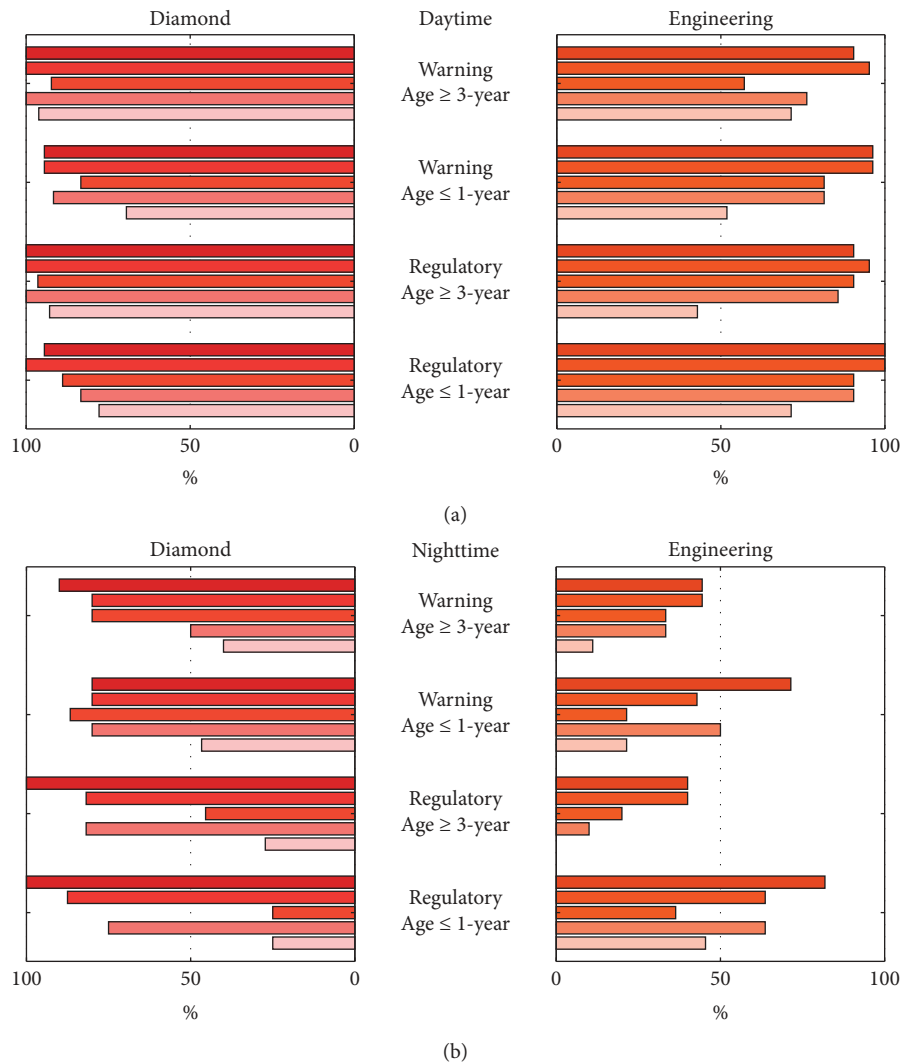 Diamond Daytime Engineering
Warning
Age ≥ 3-year
Warning
Age ≤ 1-year
Regulatory
Age ≥ 3-year
Regulatory
Age ≤ 1-year
100 50 0 0 50 100
% %
(a)
Diamond Nighttime Engineering
Warning
Age ≥ 3-year
Warning
Age ≤ 1-year
Regulatory
Age ≥ 3-year
Regulatory
Age ≤ 1-year
100 50 0 0 50 100
% %
(b)